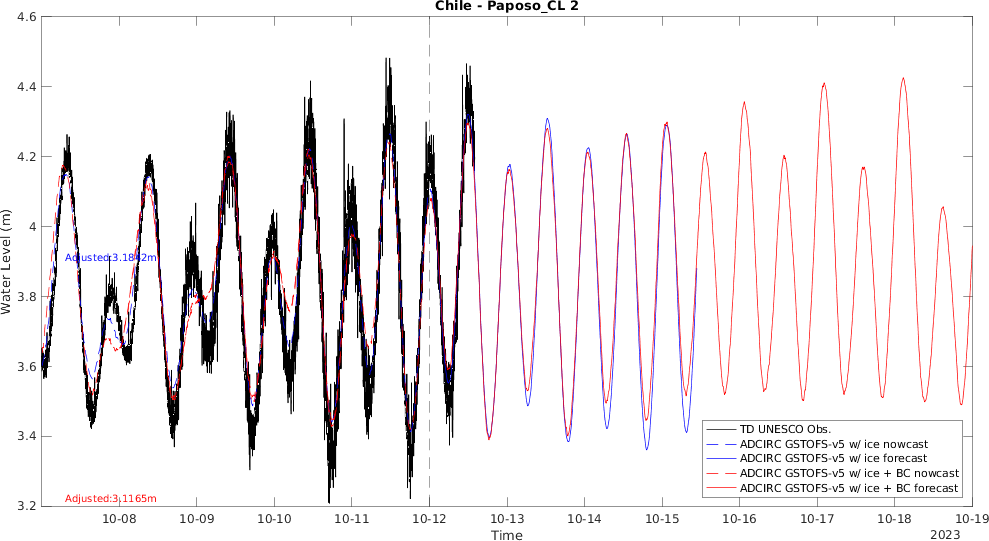 Chile - Paposo_CL 2
4.6
4.4
4.2
4
3.8
3.6
3.4
3.2
Water Level (m)
Adjusted:3.1842m
Adjusted:3.1165m
TD UNESCO Obs.
ADCIRC GSTOFS-v5 w/ ice nowcast
ADCIRC GSTOFS-v5 w/ ice forecast
ADCIRC GSTOFS-v5 w/ ice + BC nowcast
ADCIRC GSTOFS-v5 w/ ice + BC forecast
10-08 10-09 10-10 10-11 10-12 10-13 10-14 10-15 10-16 10-17 10-18 10-19
Time
2023